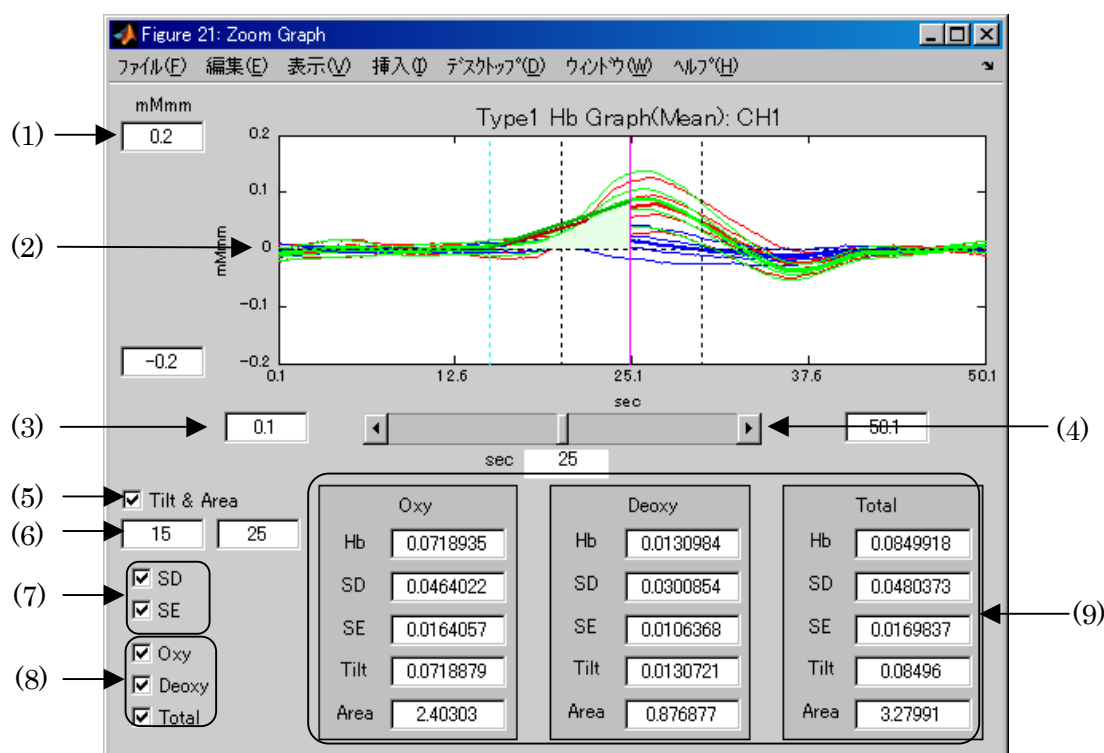 Figure 21: Zoom Graph
ファイル(F) 編集(E) 表示(V) 挿入(I) デスクトップ(D) ウィンドウ(W) ヘルプ(H)
mMmm
(1) 0.2
Type1 Hb Graph(Mean): CH1
0.2
0.1
(2) 0
mMmm
-0.1
-0.2 -0.2
0.1 12.6 25.1 37.6 50.1
sec
(3) 0.1 50.1 (4)
sec 25
(5) Tilt & Area
(6) 15 25
(7) SD
SE
(8) Oxy
Deoxy
Total
Oxy Deoxy Total
Hb 0.0718935 Hb 0.0130984 Hb 0.0849918
SD 0.0464022 SD 0.0300854 SD 0.0480373 (9)
SE 0.0164057 SE 0.0106368 SE 0.0169837
Tilt 0.0718879 Tilt 0.0130721 Tilt 0.08496
Area 2.40303 Area 0.876877 Area 3.27991